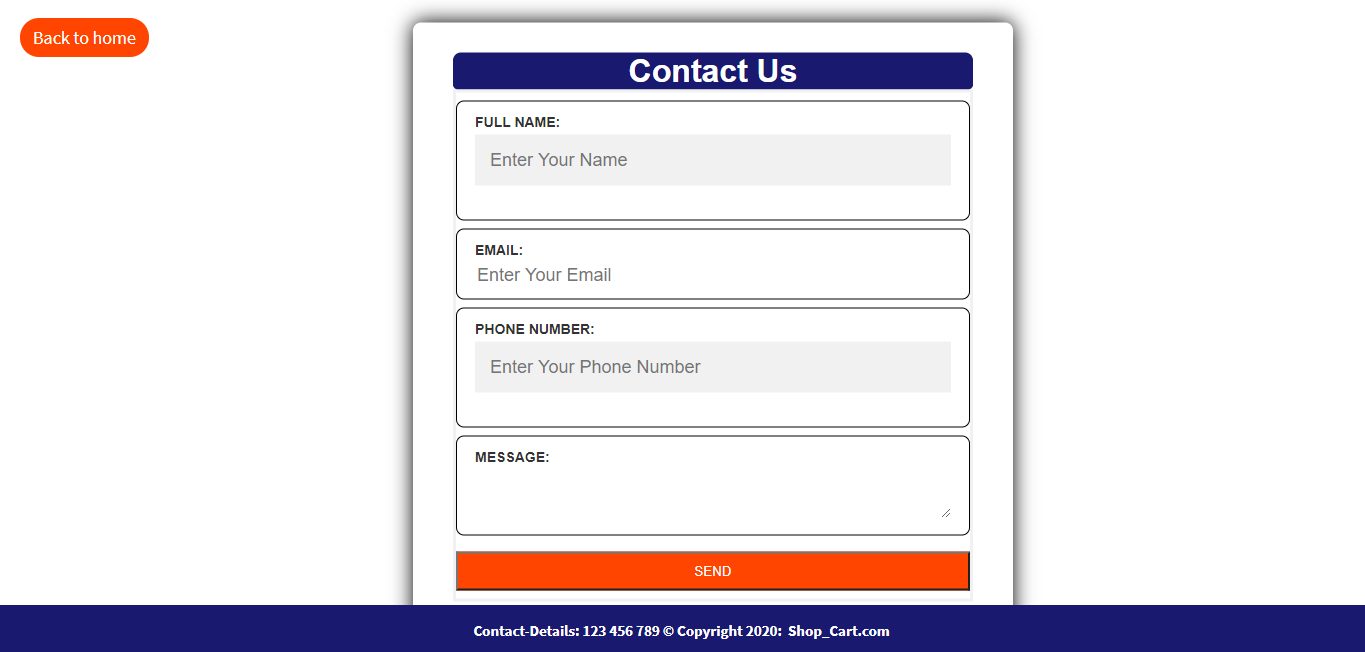 Back to home
Contact Us
FULL NAME:
Enter Your Name
EMAIL:
Enter Your Email
PHONE NUMBER:
Enter Your Phone Number
MESSAGE:
SEND
Contact-Details: 123 456 789 © Copyright 2020: Shop_Cart.com